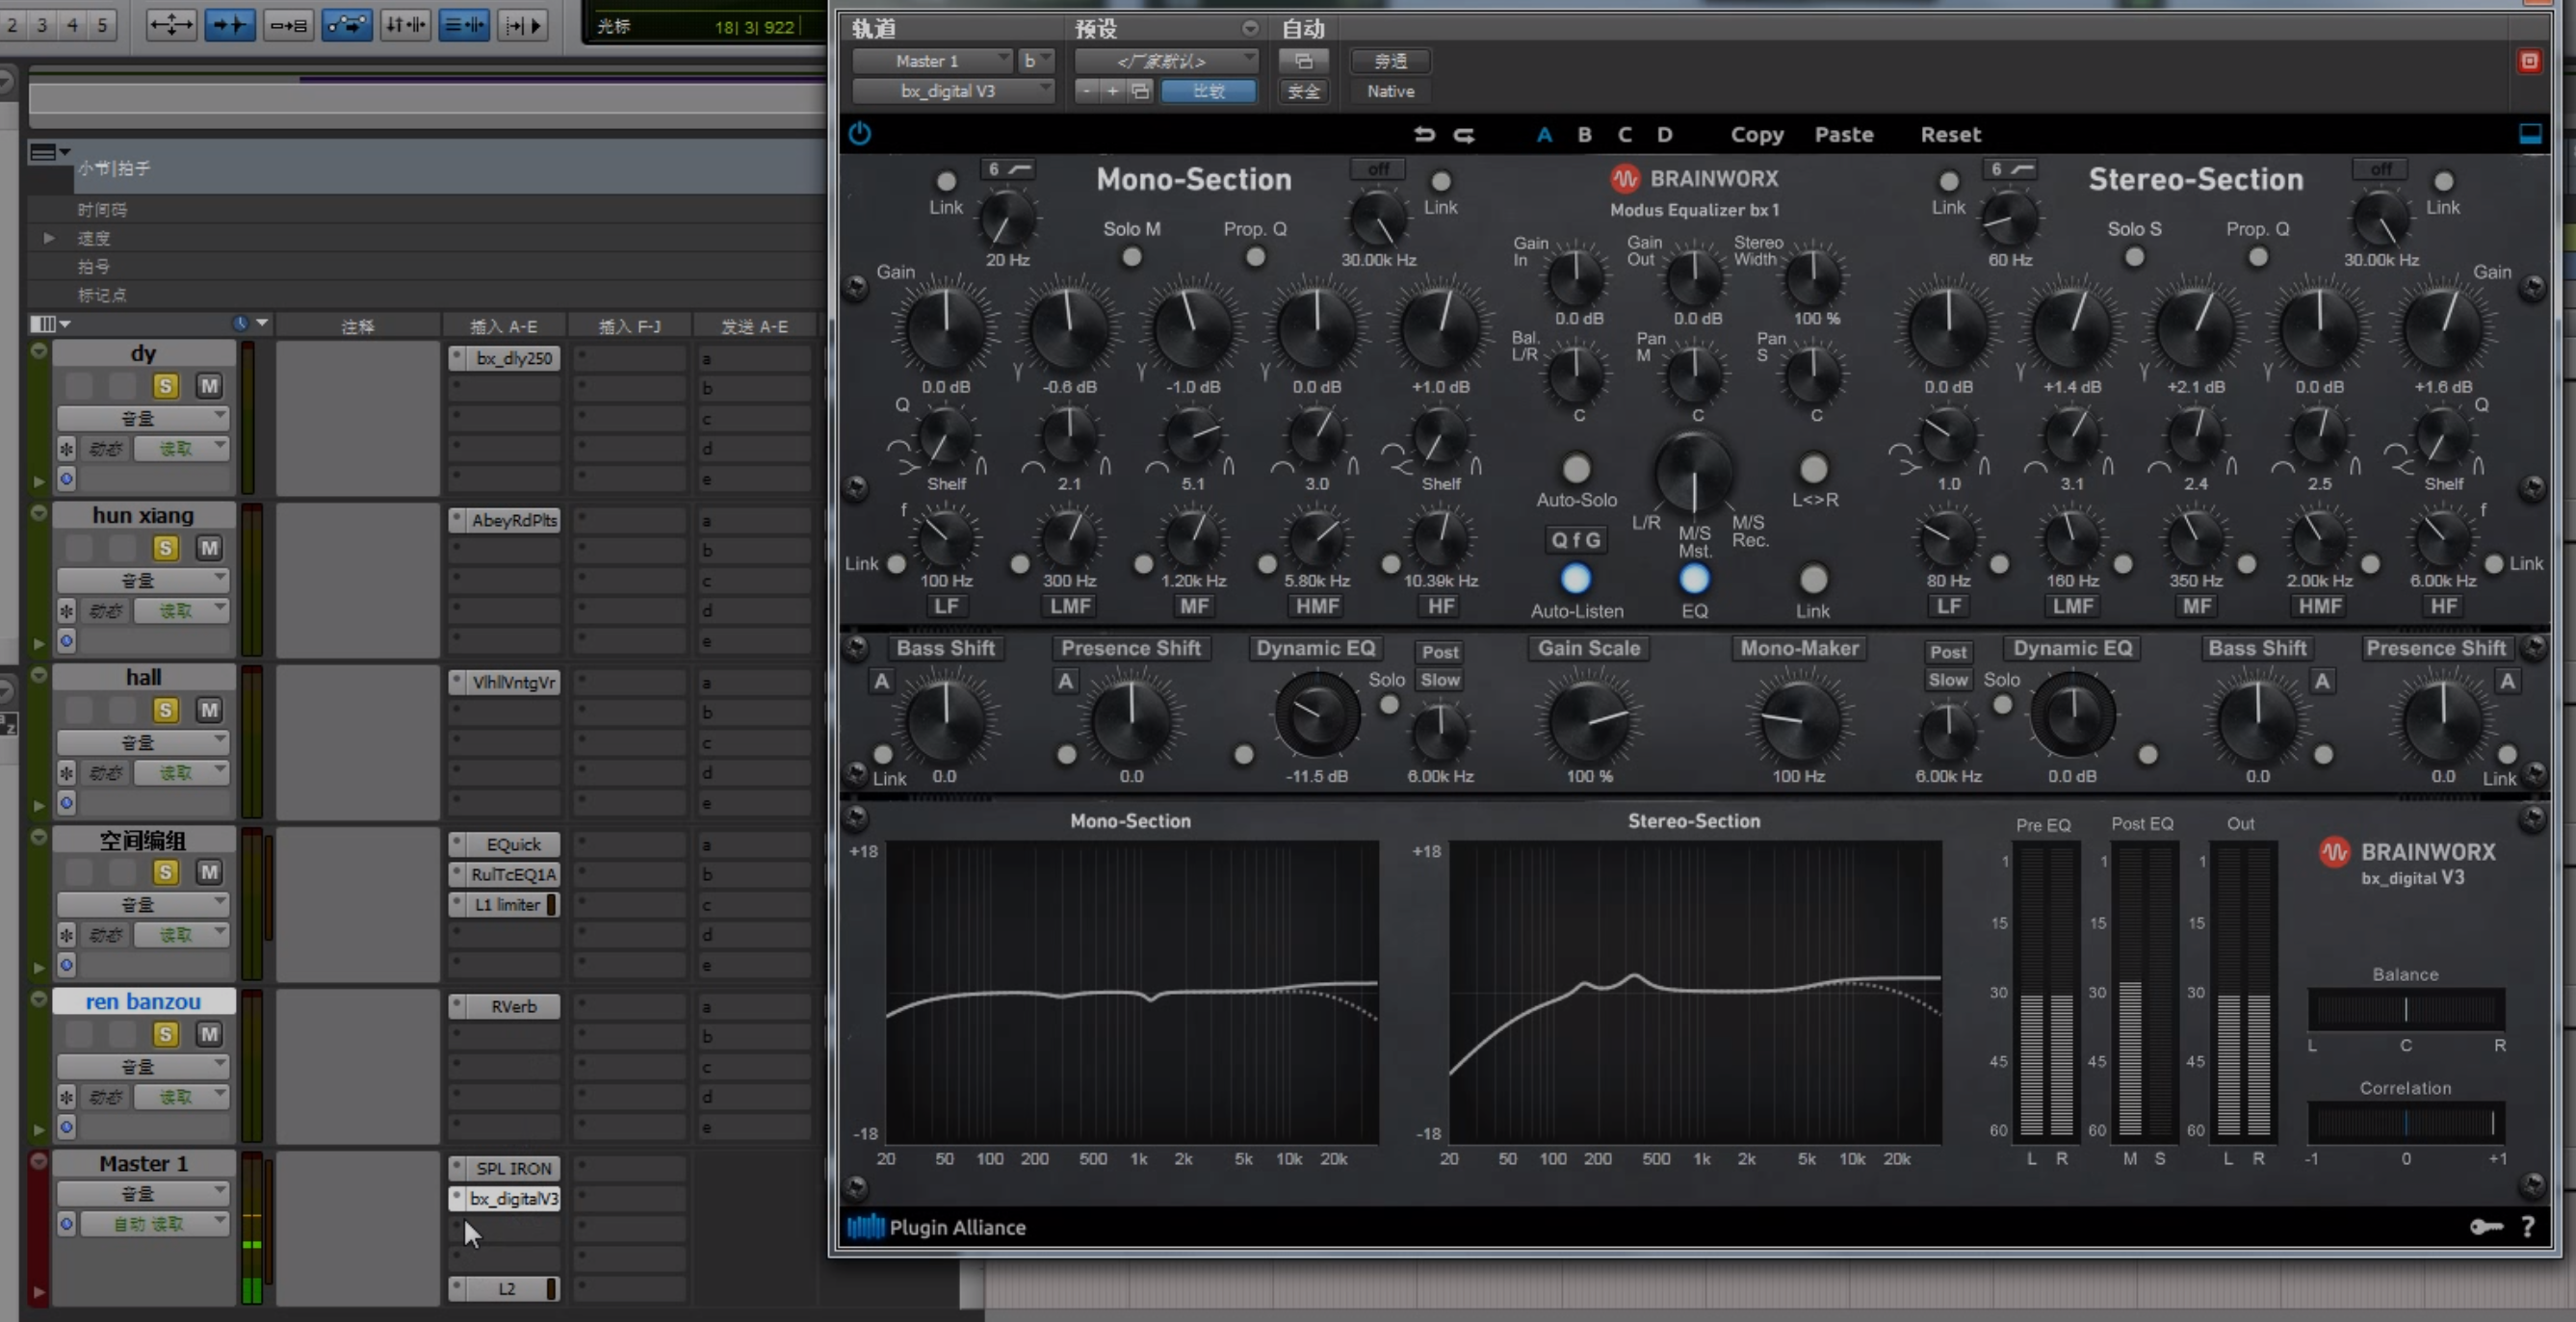 2 3 4 5
光标 18| 3| 922
轨道 预设 自动
Master 1 b <厂家默认> 旁通
bx_digital V3 - + 比较 安全 Native
A B C D Copy Paste Reset
小节|拍子
时间码
速度
拍号
标记点
注释 插入 A-E 插入 F-J 发送 A-E
dy bx_dly250 a
S M b
音量 c
动态 读取 d
e
hun xiang AbeyRdPlts a
S M b
音量 c
动态 读取 d
e
hall VlhllVntgVr a
S M b
音量 c
动态 读取 d
e
空间编组 EQuick a
S M RulTcEQ1A b
音量 L1 limiter c
动态 读取 d
e
ren banzou RVerb a
S M b
音量 c
动态 读取 d
e
Master 1 SPL IRON
音量 bx_digitalV3
自动 读取
L2
6 Mono-Section off BRAINWORX 6 Stereo-Section off
Link Link Modus Equalizer bx1 Link Link
Solo M Prop. Q Solo S Prop. Q
20 Hz 30.00k Hz Gain In Gain Out Stereo Width 60 Hz 30.00k Hz
Gain Gain
0.0 dB 0.0 dB 100 %
Bal. L/R Pan M Pan S
0.0 dB -0.6 dB -1.0 dB 0.0 dB +1.0 dB 0.0 dB +1.4 dB +2.1 dB 0.0 dB +1.6 dB
Q C C C Q
Shelf 2.1 5.1 3.0 Shelf 1.0 3.1 2.4 2.5 Shelf
Auto-Solo L<>R
f L/R M/S Mst. M/S Rec. f
Q f G
Link 100 Hz 300 Hz 1.20k Hz 5.80k Hz 10.39k Hz 80 Hz 160 Hz 350 Hz 2.00k Hz 6.00k Hz Link
LF LMF MF HMF HF Auto-Listen EQ Link LF LMF MF HMF HF
Bass Shift Presence Shift Dynamic EQ Post Gain Scale Mono-Maker Post Dynamic EQ Bass Shift Presence Shift
A A Solo Slow Slow Solo A A
Link 0.0 0.0 -11.5 dB 6.00k Hz 100 % 100 Hz 6.00k Hz 0.0 dB 0.0 0.0 Link
Mono-Section Stereo-Section Pre EQ Post EQ Out
+18 +18 1 1 1 BRAINWORX
bx_digital V3
15 15 15
Balance
30 30 30
L C R
45 45 45
Correlation
-18 -18 60 60 60
20 50 100 200 500 1k 2k 5k 10k 20k 20 50 100 200 500 1k 2k 5k 10k 20k L R M S L R -1 0 +1
Plugin Alliance ?